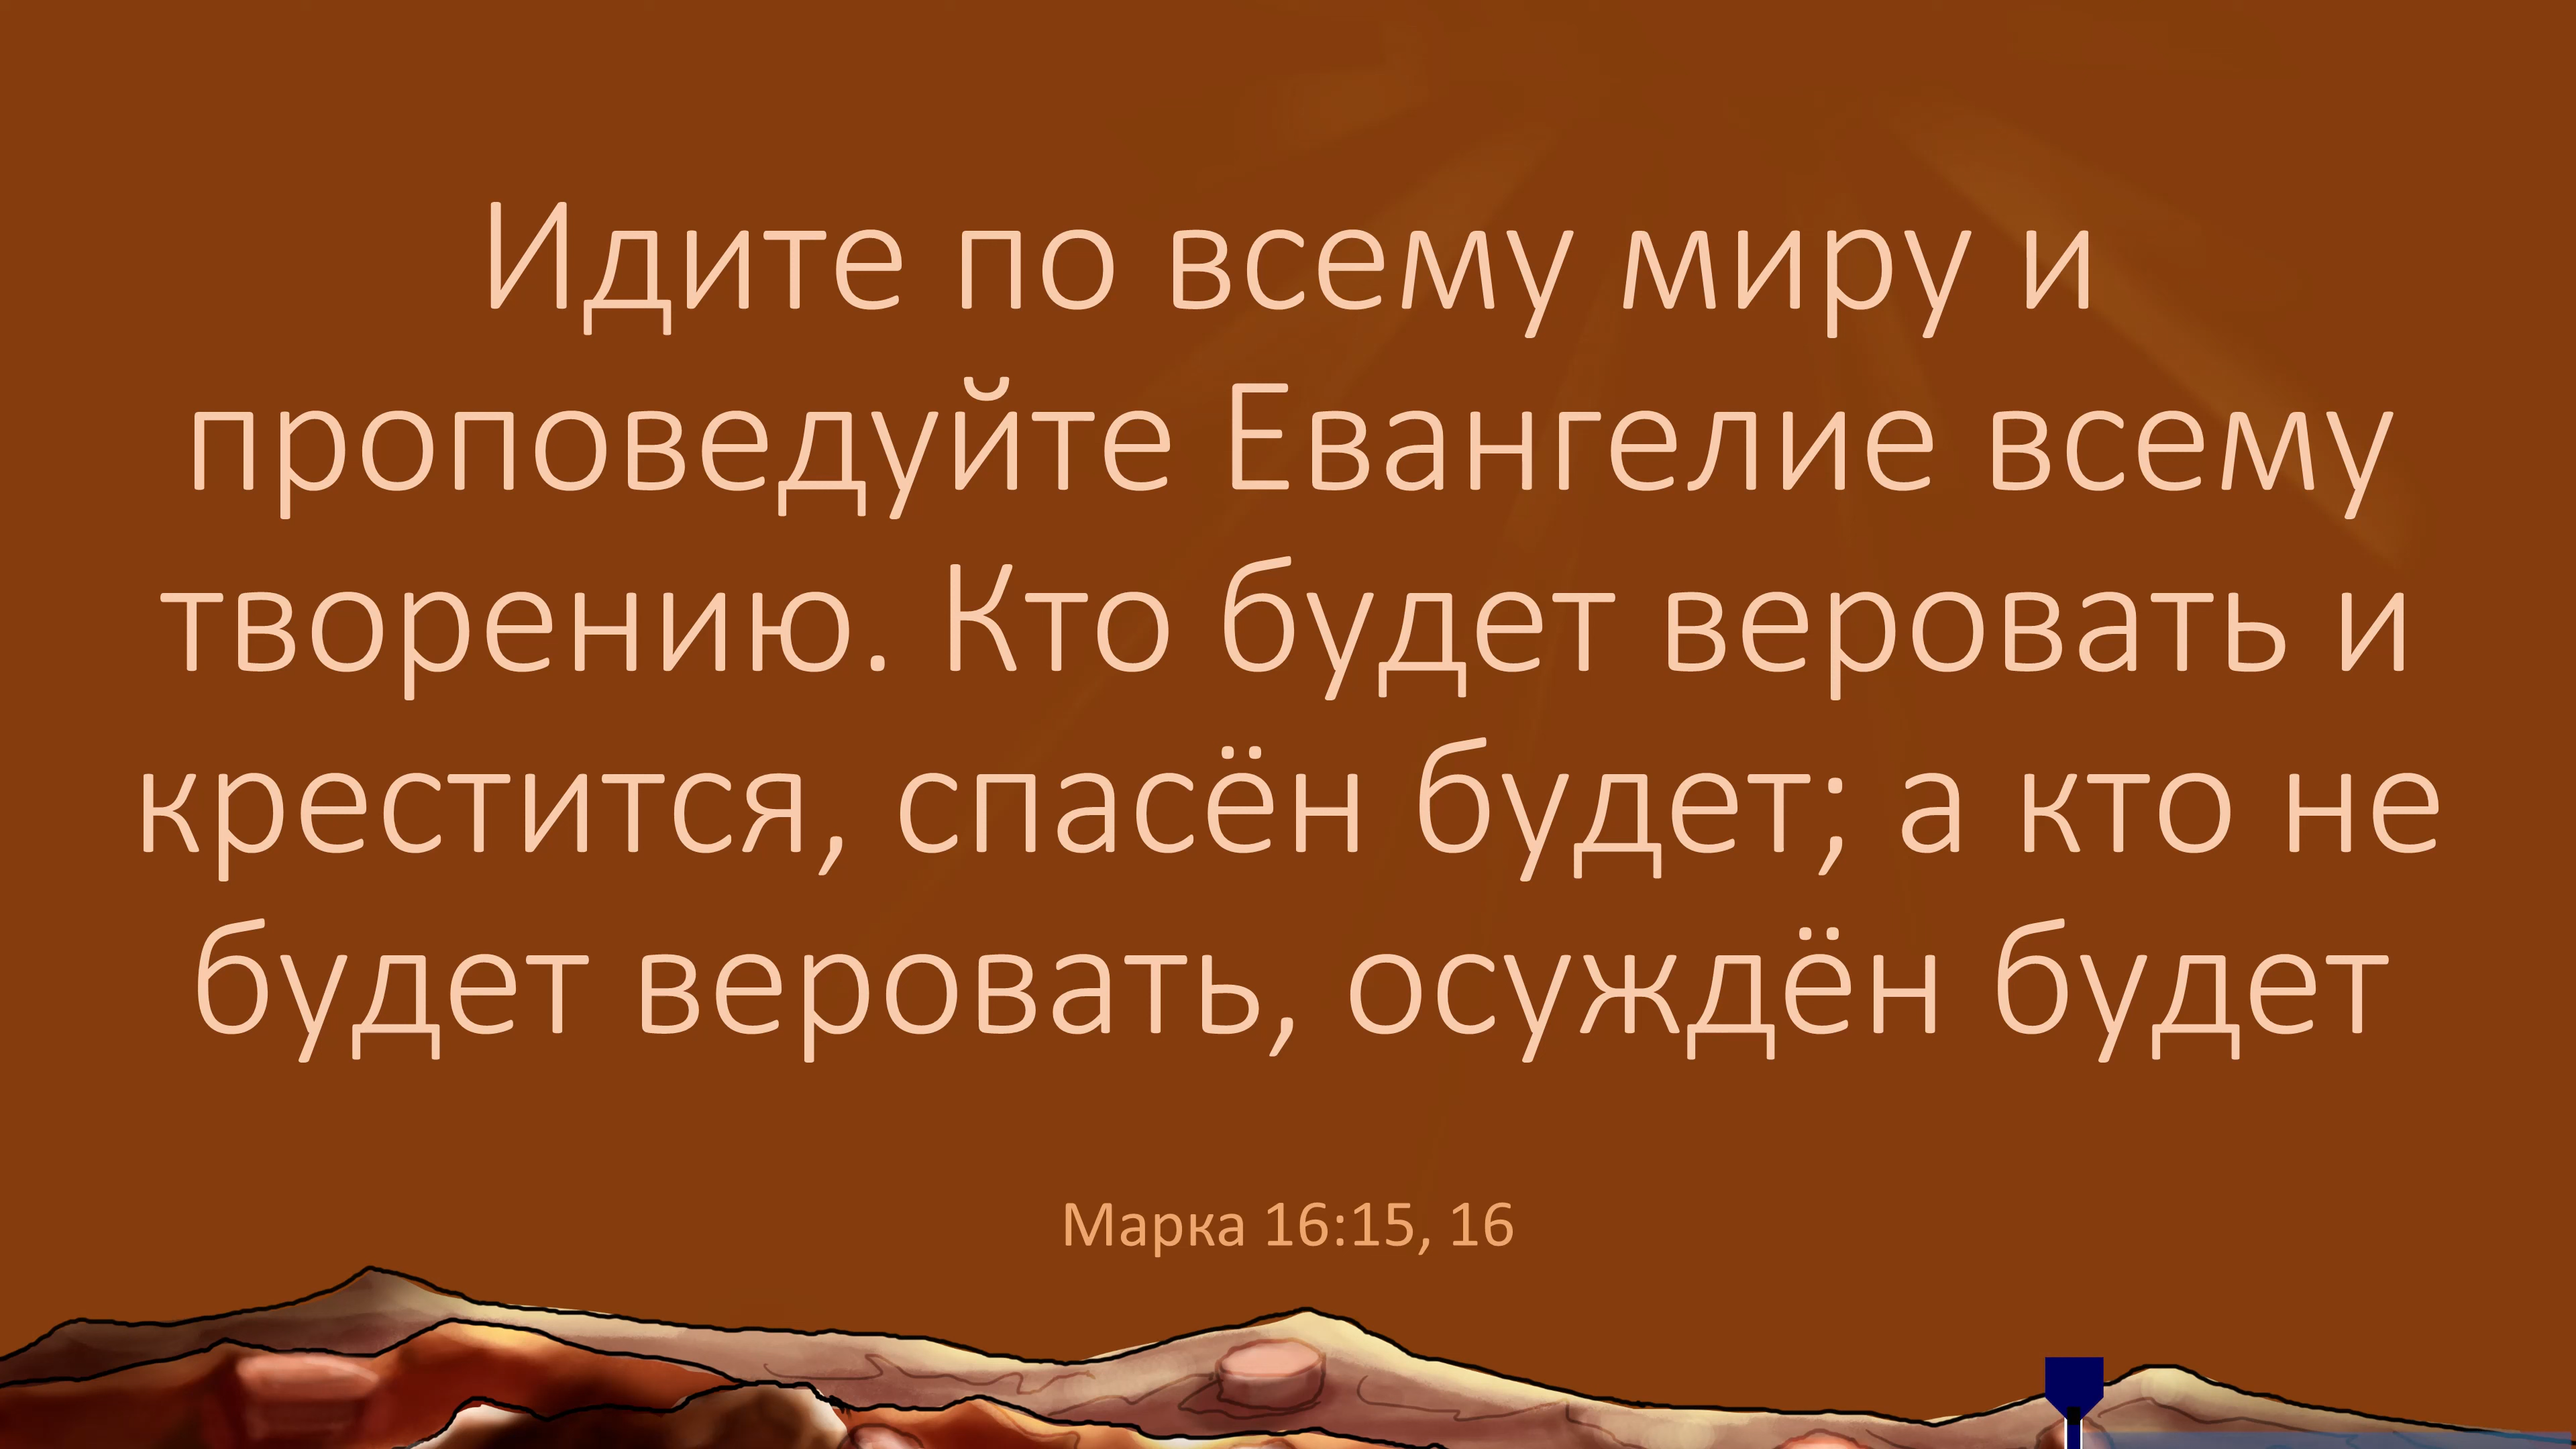 Идите по всему миру и
проповедуйте Евангелие всему
творению. Кто будет веровать и
крестится, спасён будет; а кто не
будет веровать, осуждён будет
Марка 16:15, 16